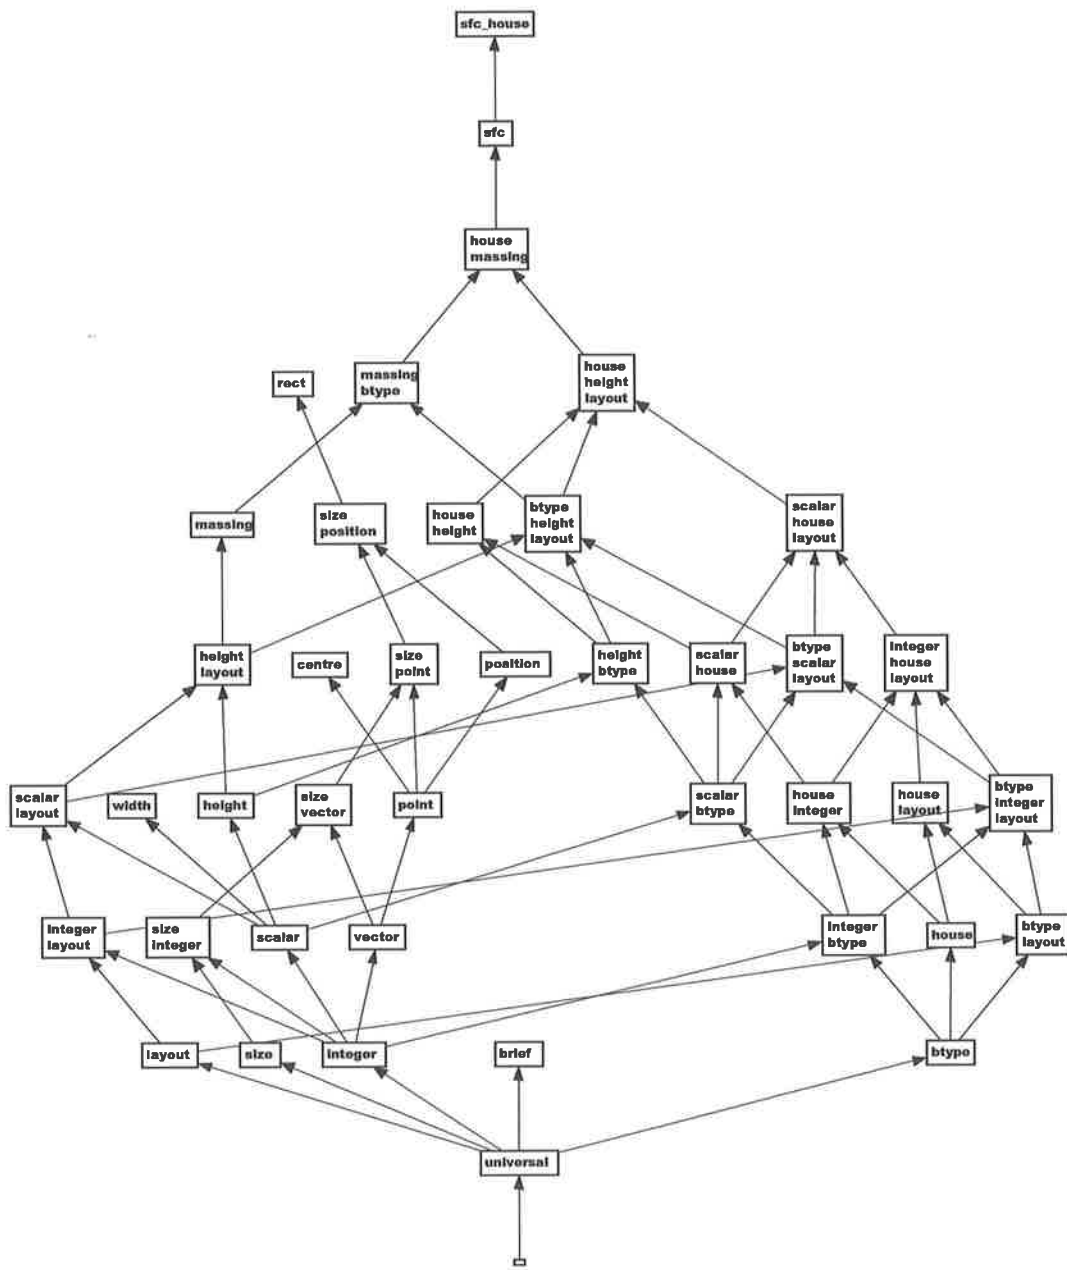 sfc_house
sfc
house
massing
rect
massing
btype
house
height
layout
massing
size
position
house
height
btype
height
layout
scalar
house
layout
height
layout
centre
size
point
position
height
btype
scalar
house
btype
scalar
layout
integer
house
layout
scalar
layout
width
height
size
vector
point
scalar
btype
house
integer
house
layout
btype
integer
layout
integer
layout
size
integer
scalar
vector
integer
btype
house
btype
layout
layout
size
integer
brief
btype
universal